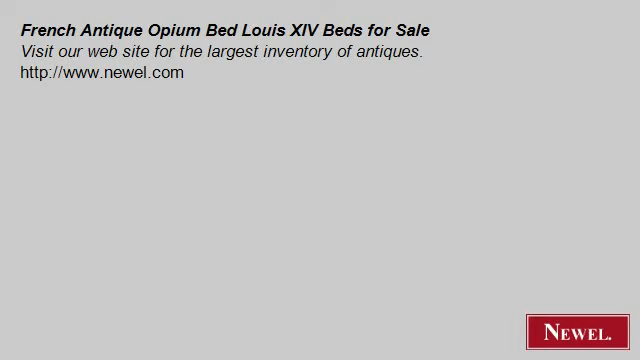 French Antique Opium Bed Louis XIV Beds for Sale
Visit our web site for the largest inventory of antiques.
http://www.newel.com
NEWEL.